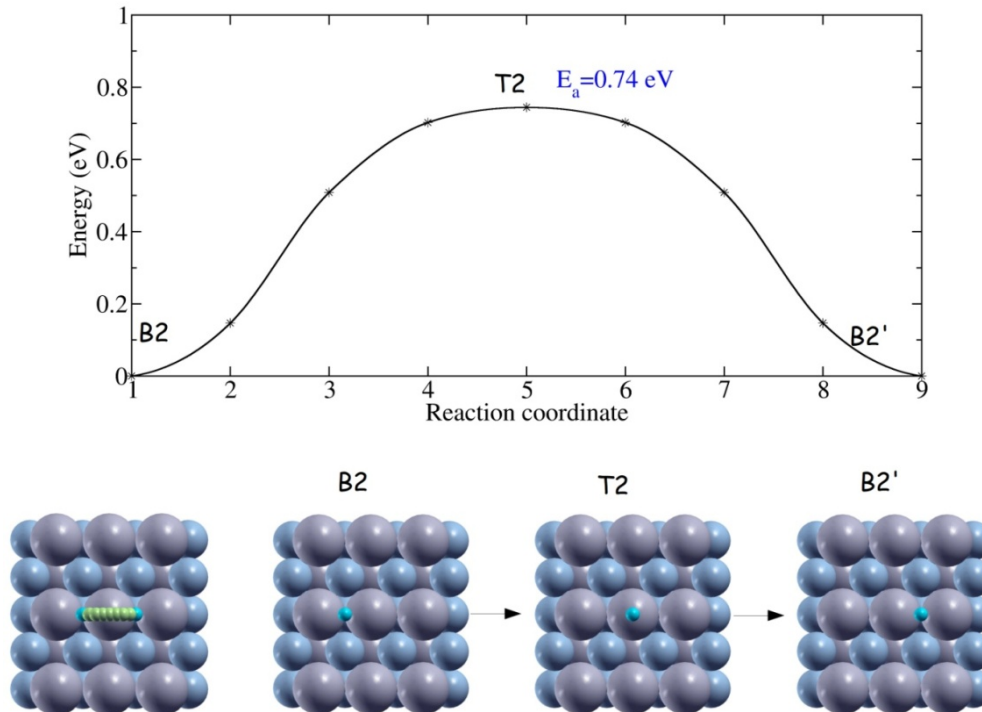 1
0.8
0.6
0.4
0.2
0
Energy (eV)
T2
E_a=0.74 eV
B2
B2'
1 2 3 4 5 6 7 8 9
Reaction coordinate
B2 T2 B2'